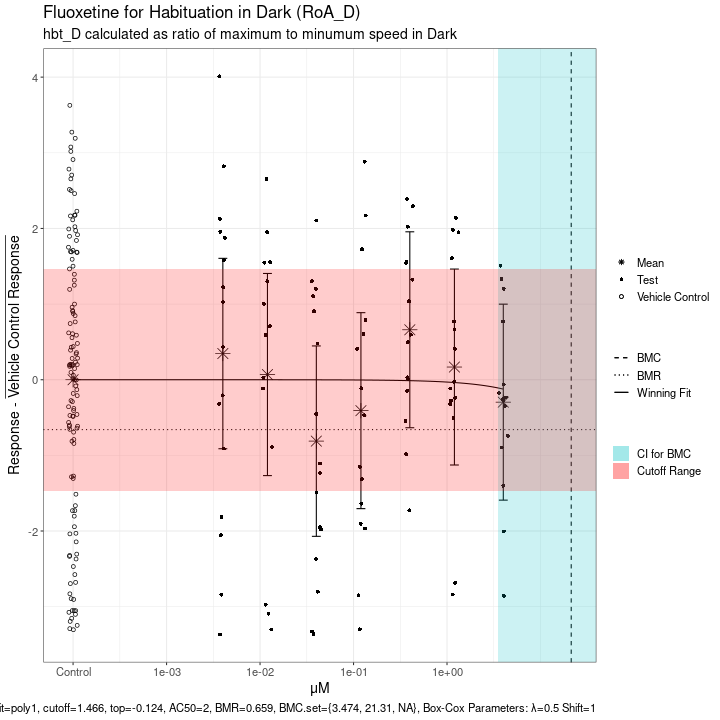 Fluoxetine for Habituation in Dark (RoA_D)
hbt_D calculated as ratio of maximum to minumum speed in Dark
Response - Vehicle Control Response
4
2
0
-2
Control
1e-03
1e-02
1e-01
1e+00
µM
Mean
Test
Vehicle Control
BMC
BMR
Winning Fit
CI for BMC
Cutoff Range
it=poly1, cutoff=1.466, top=-0.124, AC50=2, BMR=0.659, BMC.set={3.474, 21.31, NA}, Box-Cox Parameters: λ=0.5 Shift=1